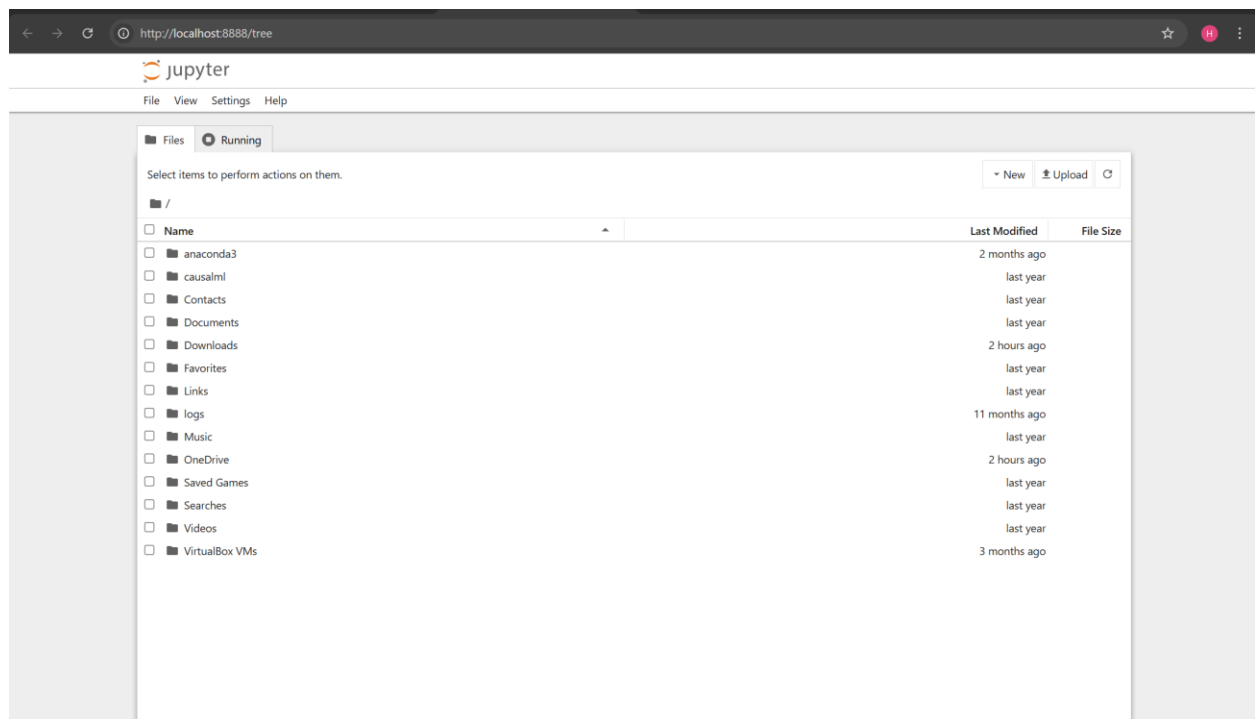 http://localhost:8888/tree
H
jupyter
File View Settings Help
Files Running
Select items to perform actions on them.
New Upload
/
Name Last Modified File Size
anaconda3 2 months ago
causalml last year
Contacts last year
Documents last year
Downloads 2 hours ago
Favorites last year
Links last year
logs 11 months ago
Music last year
OneDrive 2 hours ago
Saved Games last year
Searches last year
Videos last year
VirtualBox VMs 3 months ago